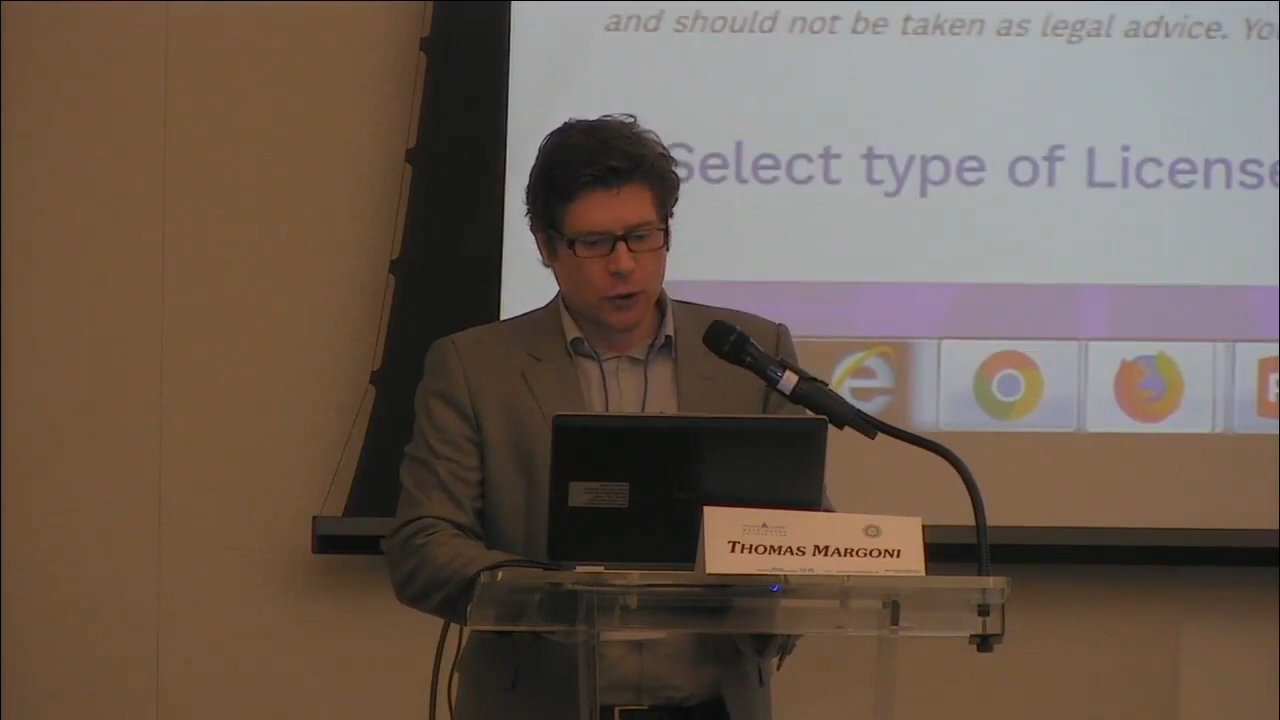 and should not be taken as legal advice. Yo
Select type of License
THOMAS MARGONI